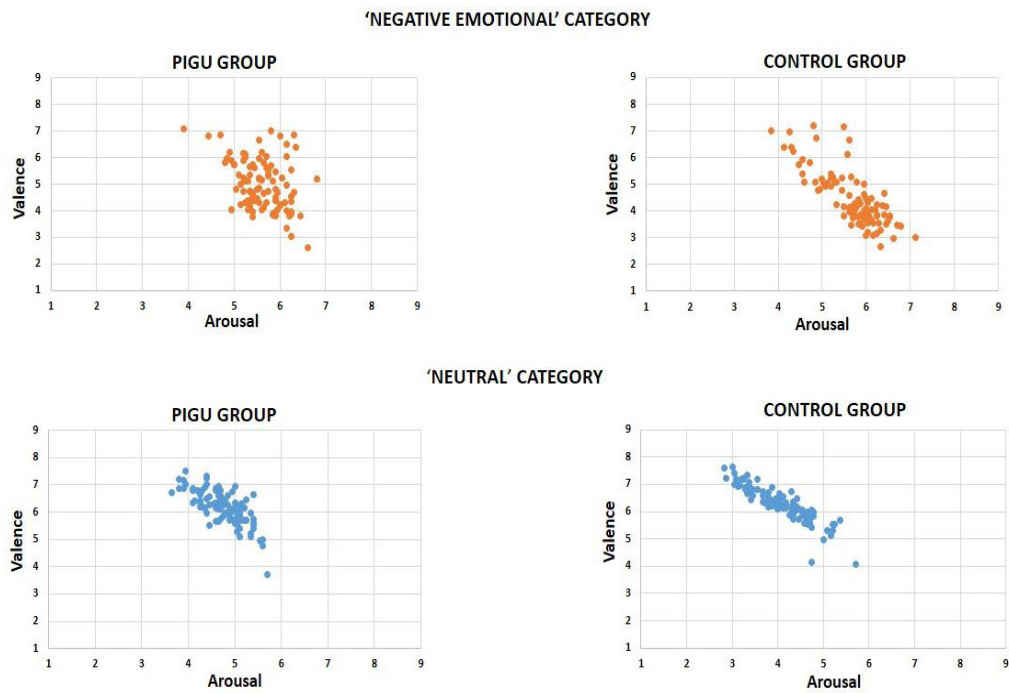 ‘NEGATIVE EMOTIONAL’ CATEGORY
PIGU GROUP
9
8
7
6
5
4
3
2
1
Valence
1 2 3 4 5 6 7 8 9
Arousal
CONTROL GROUP
9
8
7
6
5
4
3
2
1
Valence
1 2 3 4 5 6 7 8 9
Arousal
‘NEUTRAL’ CATEGORY
PIGU GROUP
9
8
7
6
5
4
3
2
1
Valence
1 2 3 4 5 6 7 8 9
Arousal
CONTROL GROUP
9
8
7
6
5
4
3
2
1
Valence
1 2 3 4 5 6 7 8 9
Arousal